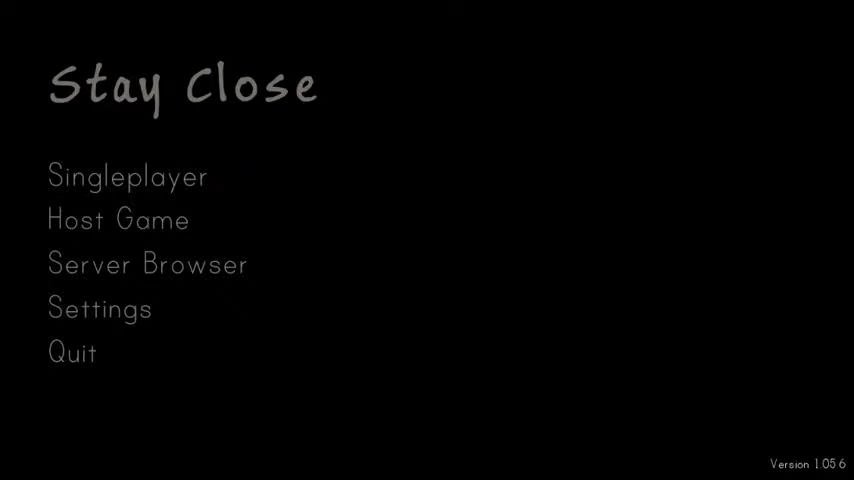 Stay Close
Singleplayer
Host Game
Server Browser
Settings
Quit
Version 1.05.6